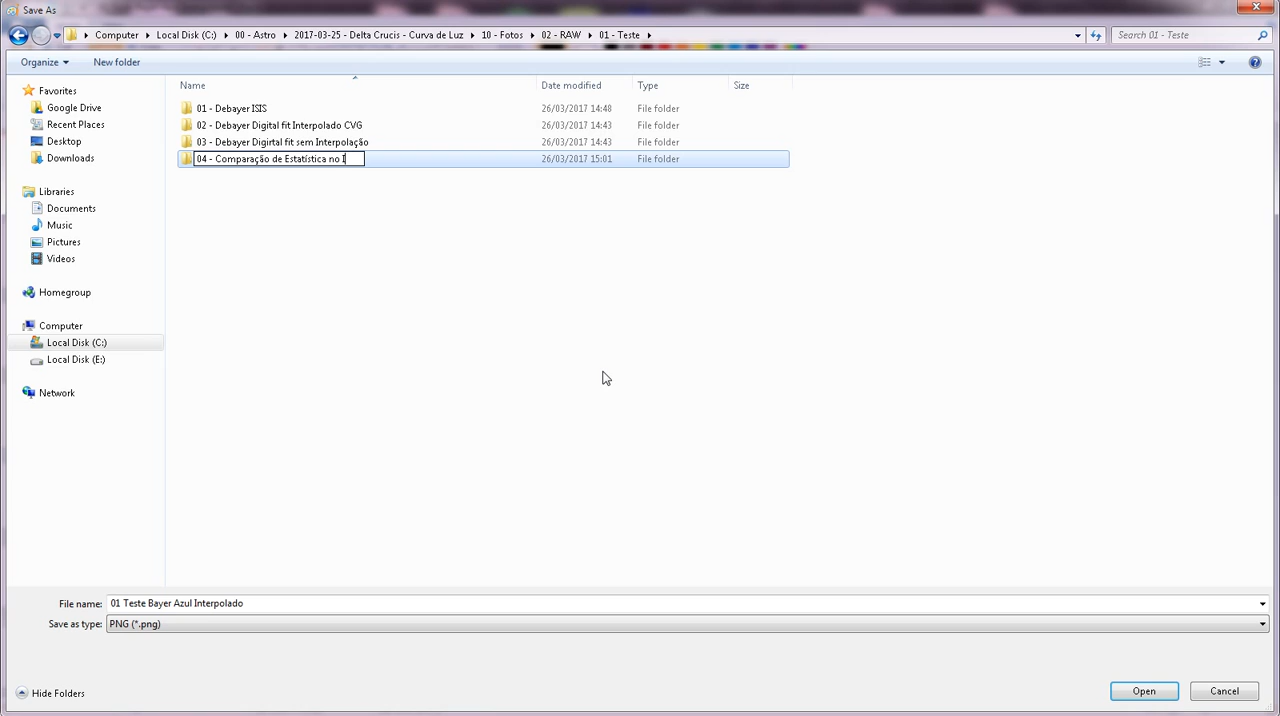 Save As
Computer Local Disk (C:) 00 - Astro 2017-03-25 - Delta Crucis - Curva de Luz 10 - Fotos 02 - RAW 01 - Teste Search 01 - Teste
Organize New folder
Name Date modified Type Size
Favorites
Google Drive
Recent Places
Desktop
Downloads
Libraries
Documents
Music
Pictures
Videos
Homegroup
Computer
Local Disk (C:)
Local Disk (E:)
Network
01 - Debayer ISIS 26/03/2017 14:48 File folder
02 - Debayer Digital fit Interpolado CVG 26/03/2017 14:43 File folder
03 - Debayer Digirtal fit sem Interpolação 26/03/2017 14:43 File folder
04 - Comparação de Estatística no I 26/03/2017 15:01 File folder
File name: 01 Teste Bayer Azul Interpolado
Save as type: PNG (*.png)
Hide Folders Open Cancel